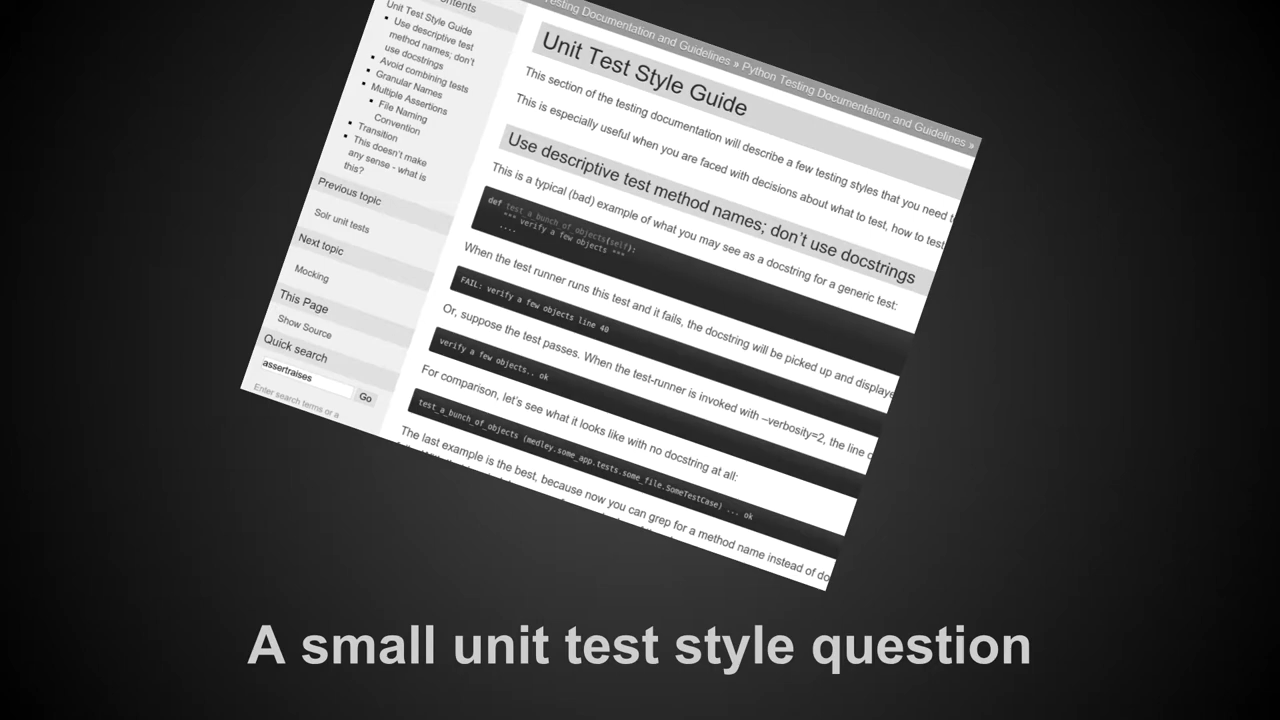 ntents
Unit Test Style Guide
Use descriptive test
method names; don't
use docstrings
Avoid combining tests
Granular Names
Multiple Assertions
File Naming
Convention
Transition
This doesn't make
any sense - what is
this?
Previous topic
Solr unit tests
Next topic
Mocking
This Page
Show Source
Quick search
assertraises
Go
Enter search terms or a
Testing Documentation and Guidelines » Python Testing Documentation and Guidelines »
Unit Test Style Guide
This section of the testing documentation will describe a few testing styles that you need t
This is especially useful when you are faced with decisions about what to test, how to test
Use descriptive test method names; don't use docstrings
This is a typical (bad) example of what you may see as a docstring for a generic test:
def test_a_bunch_of_objects(self):
""" verify a few objects """
....
When the test runner runs this test and it fails, the docstring will be picked up and displaye
FAIL: verify a few objects line 40
Or, suppose the test passes. When the test-runner is invoked with –verbosity=2, the line o
verify a few objects.. ok
For comparison, let's see what it looks like with no docstring at all:
test_a_bunch_of_objects (medley.some_app.tests.some_file.SomeTestCase) ... ok
The last example is the best, because now you can grep for a method name instead of do
A small unit test style question